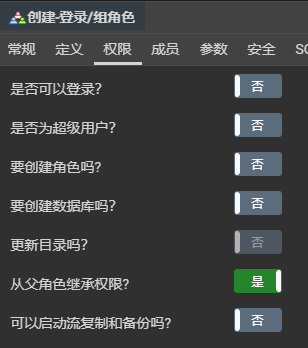 创建-登录/组角色
常规 定义 权限 成员 参数 安全
是否可以登录? 否
是否为超级用户? 否
要创建角色吗? 否
要创建数据库吗? 否
更新目录吗? 否
从父角色继承权限? 是
可以启动流复制和备份吗? 否